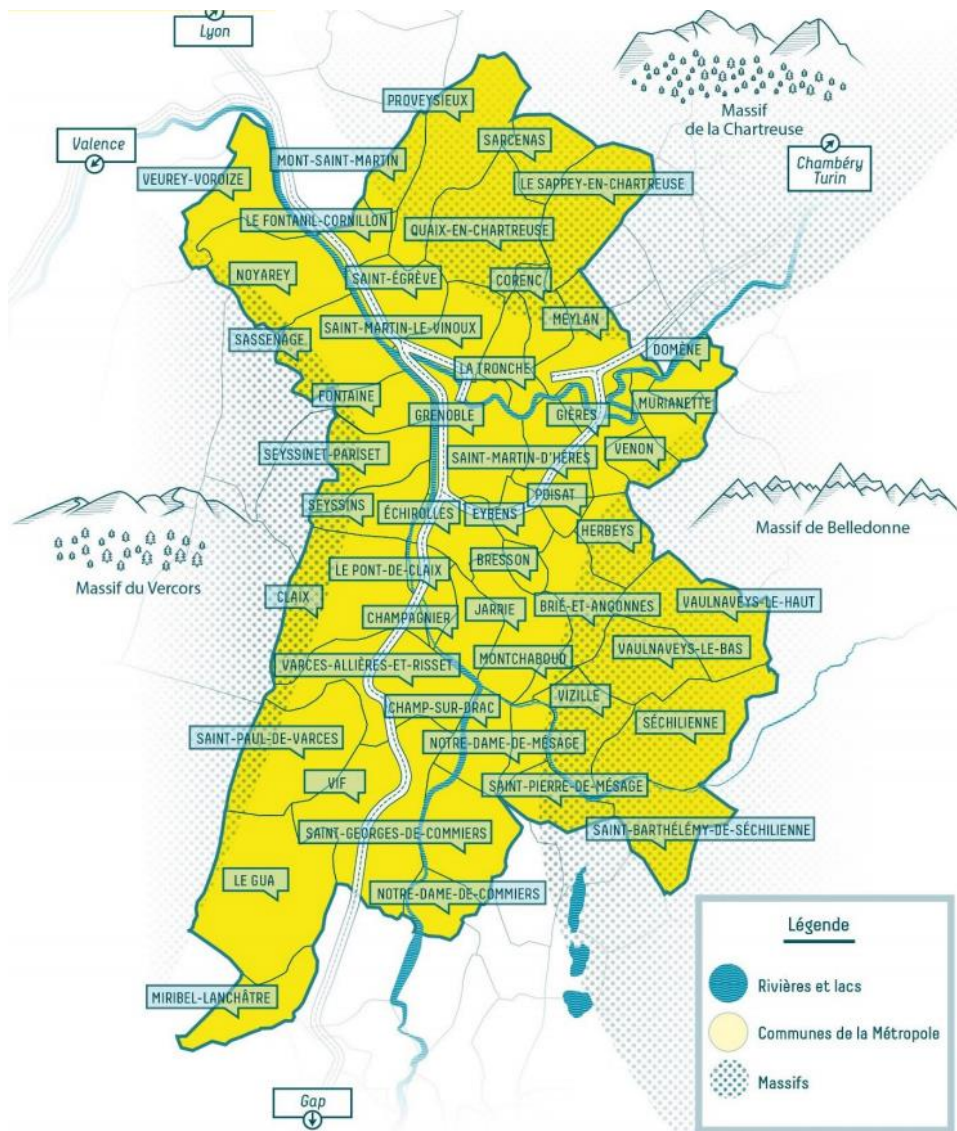 Lyon
PROVEYSIEUX
Massif
de la Chartreuse
SARCENAS
Valence
MONT-SAINT-MARTIN
Chambéry
Turin
VEUREY-VOROIZE
LE SAPPEY-EN-CHARTREUSE
LE FONTANIL-CORNILLON
QUAIX-EN-CHARTREUSE
NOYAREY
SAINT-ÉGRÈVE
CORENC
SAINT-MARTIN-LE-VINOUX
MEYLAN
SASSENAGE
DOMÈNE
LA TRONCHE
FONTAINE
MURIANETTE
GRENOBLE
GIÈRES
SEYSSINET-PARISET
SAINT-MARTIN-D'HÈRES
VENON
POISAT
SEYSSINS
ÉCHIROLLES
EYBENS
HERBEYS
Massif de Belledonne
BRESSON
LE PONT-DE-CLAIX
Massif du Vercors
CLAIX
CHAMPAGNIER
JARRIE
BRIÉ-ET-ANGONNES
VAULNAVEYS-LE-HAUT
VAULNAVEYS-LE-BAS
VARCES-ALLIÈRES-ET-RISSET
MONTCHABOUD
VIZILLE
CHAMP-SUR-DRAC
SÉCHILIENNE
SAINT-PAUL-DE-VARCES
NOTRE-DAME-DE-MÉSAGE
VIF
SAINT-PIERRE-DE-MÉSAGE
SAINT-GEORGES-DE-COMMIERS
SAINT-BARTHÉLÉMY-DE-SÉCHILIENNE
LE GUA
NOTRE-DAME-DE-COMMIERS
MIRIBEL-LANCHÂTRE
Gap
Légende
Rivières et lacs
Communes de la Métropole
Massifs